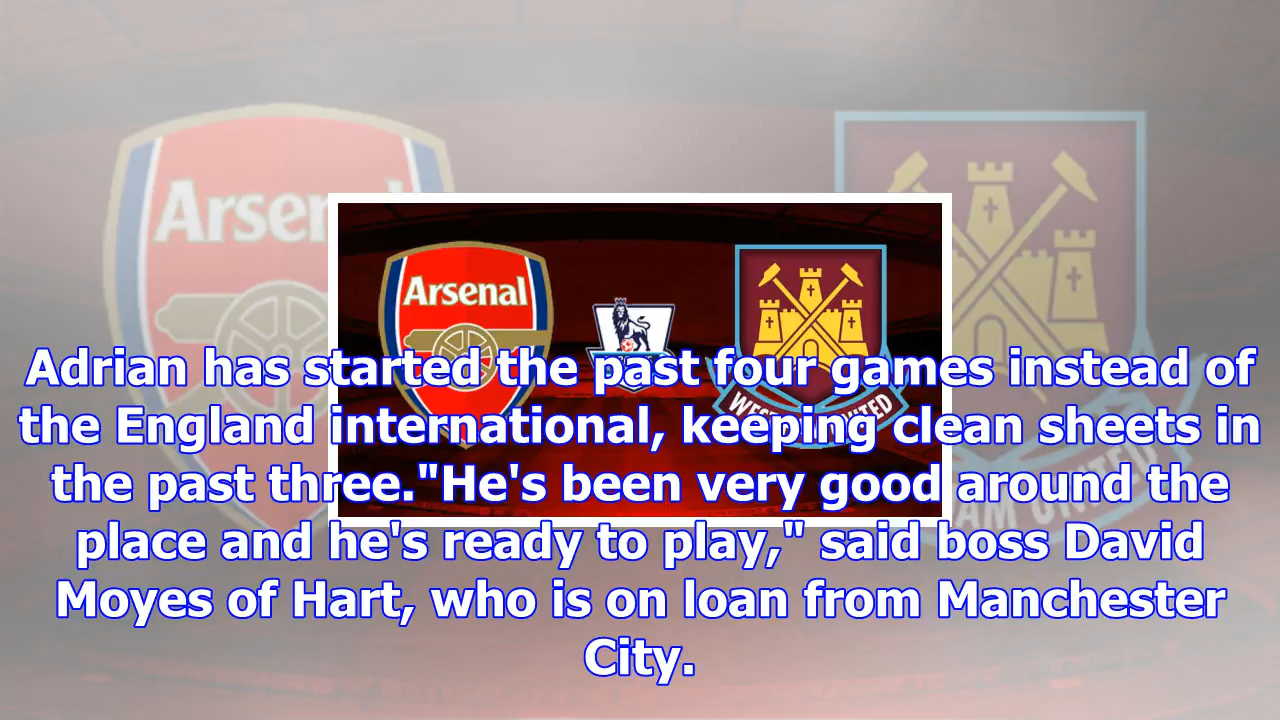 Arsenal
Arsenal
Adrian has started the past four games instead of
the England international, keeping clean sheets in
the past three."He's been very good around the
place and he's ready to play," said boss David
Moyes of Hart, who is on loan from Manchester
City.
UNITED